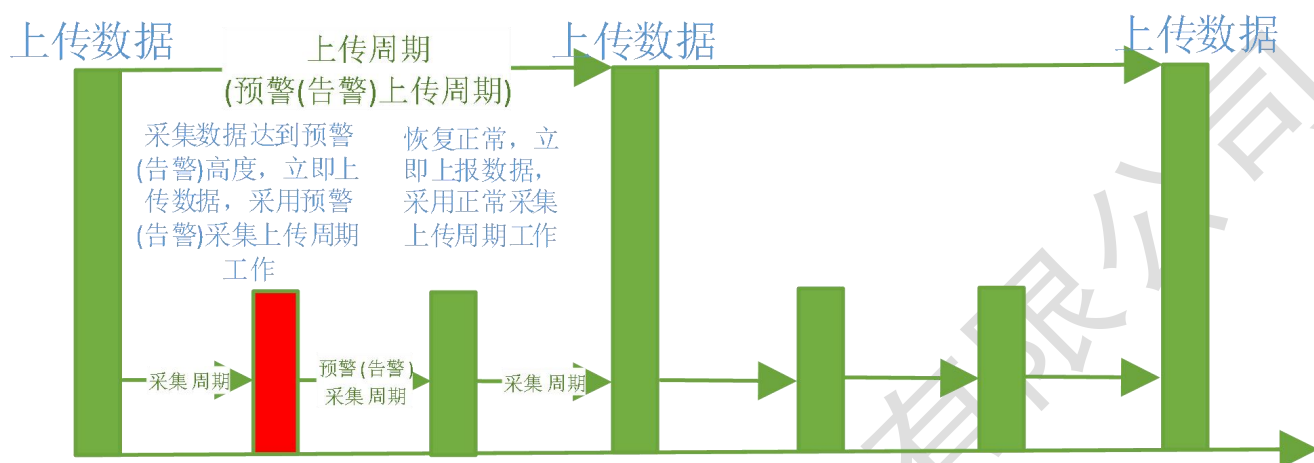 上传数据
上传周期
(预警(告警)上传周期)
上传数据
上传数据
采集数据达到预警
(告警)高度，立即上
传数据，采用预警
(告警)采集上传周期
工作
恢复正常，立
即上报数据，
采用正常采集
上传周期工作
采集周期
预警(告警)
采集周期
采集周期
有限公司